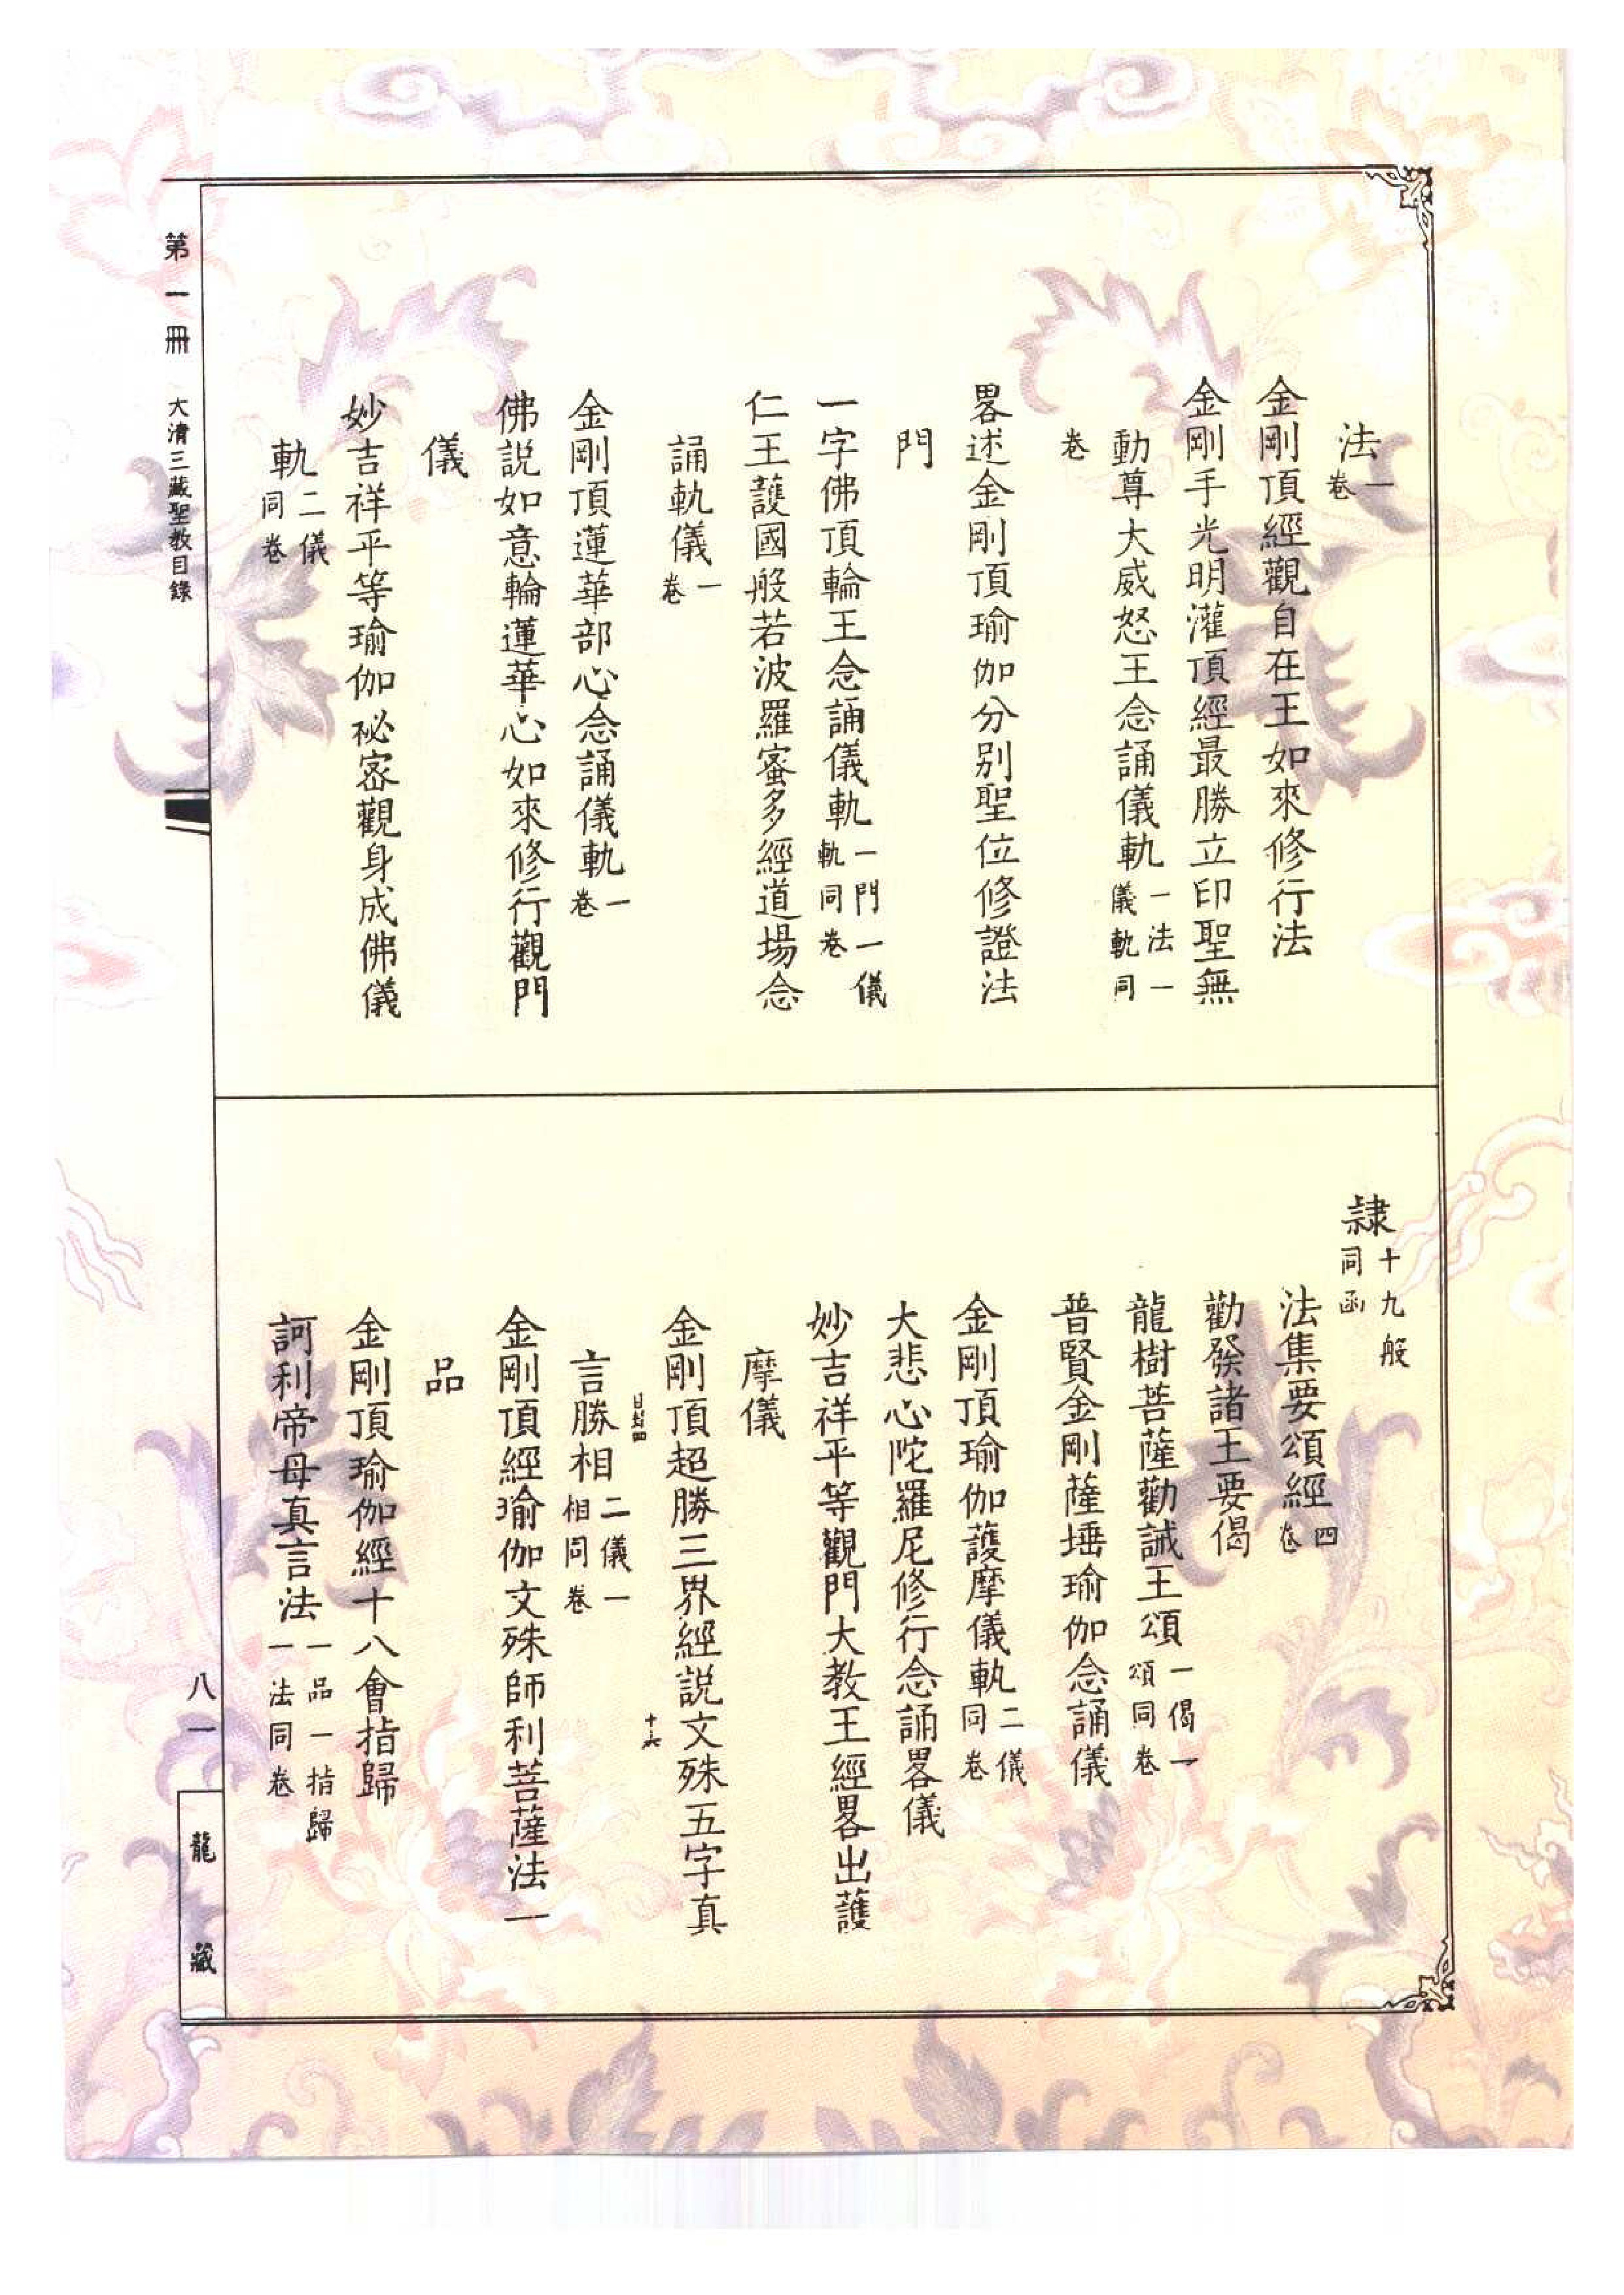 法一卷
金剛頂經觀自在王如來修行法
金剛手光明灌頂經最勝立印聖無
動尊大威怒王念誦儀軌一法一儀軌同
卷
畧述金剛頂瑜伽分別聖位修證法
門
一字佛頂輪王念誦儀軌一門一儀軌同卷
仁王護國般若波羅蜜多經道場念
誦軌儀一卷
金剛頂蓮華部心念誦儀軌一卷
佛説如意輪蓮華心如來修行觀門
儀
妙吉祥平等瑜伽祕密觀身成佛儀
軌二儀同卷
隷十九般同函
法集要頌經四卷
勸發諸王要偈
龍樹菩薩勸誡王頌一偈一頌同卷
普賢金剛薩埵瑜伽念誦儀
金剛頂瑜伽護摩儀軌二儀同卷
大悲心陀羅尼修行念誦畧儀
妙吉祥平等觀門大教王經畧出護
摩儀
金剛頂超勝三界經説文殊五字真
目録四
言勝相二儀一相同卷
金剛頂經瑜伽文殊師利菩薩法一
品
金剛頂瑜伽經十八會指歸
訶利帝母真言法一品一指歸一法同卷
第一冊 大清三藏聖教目錄
八一
龍藏